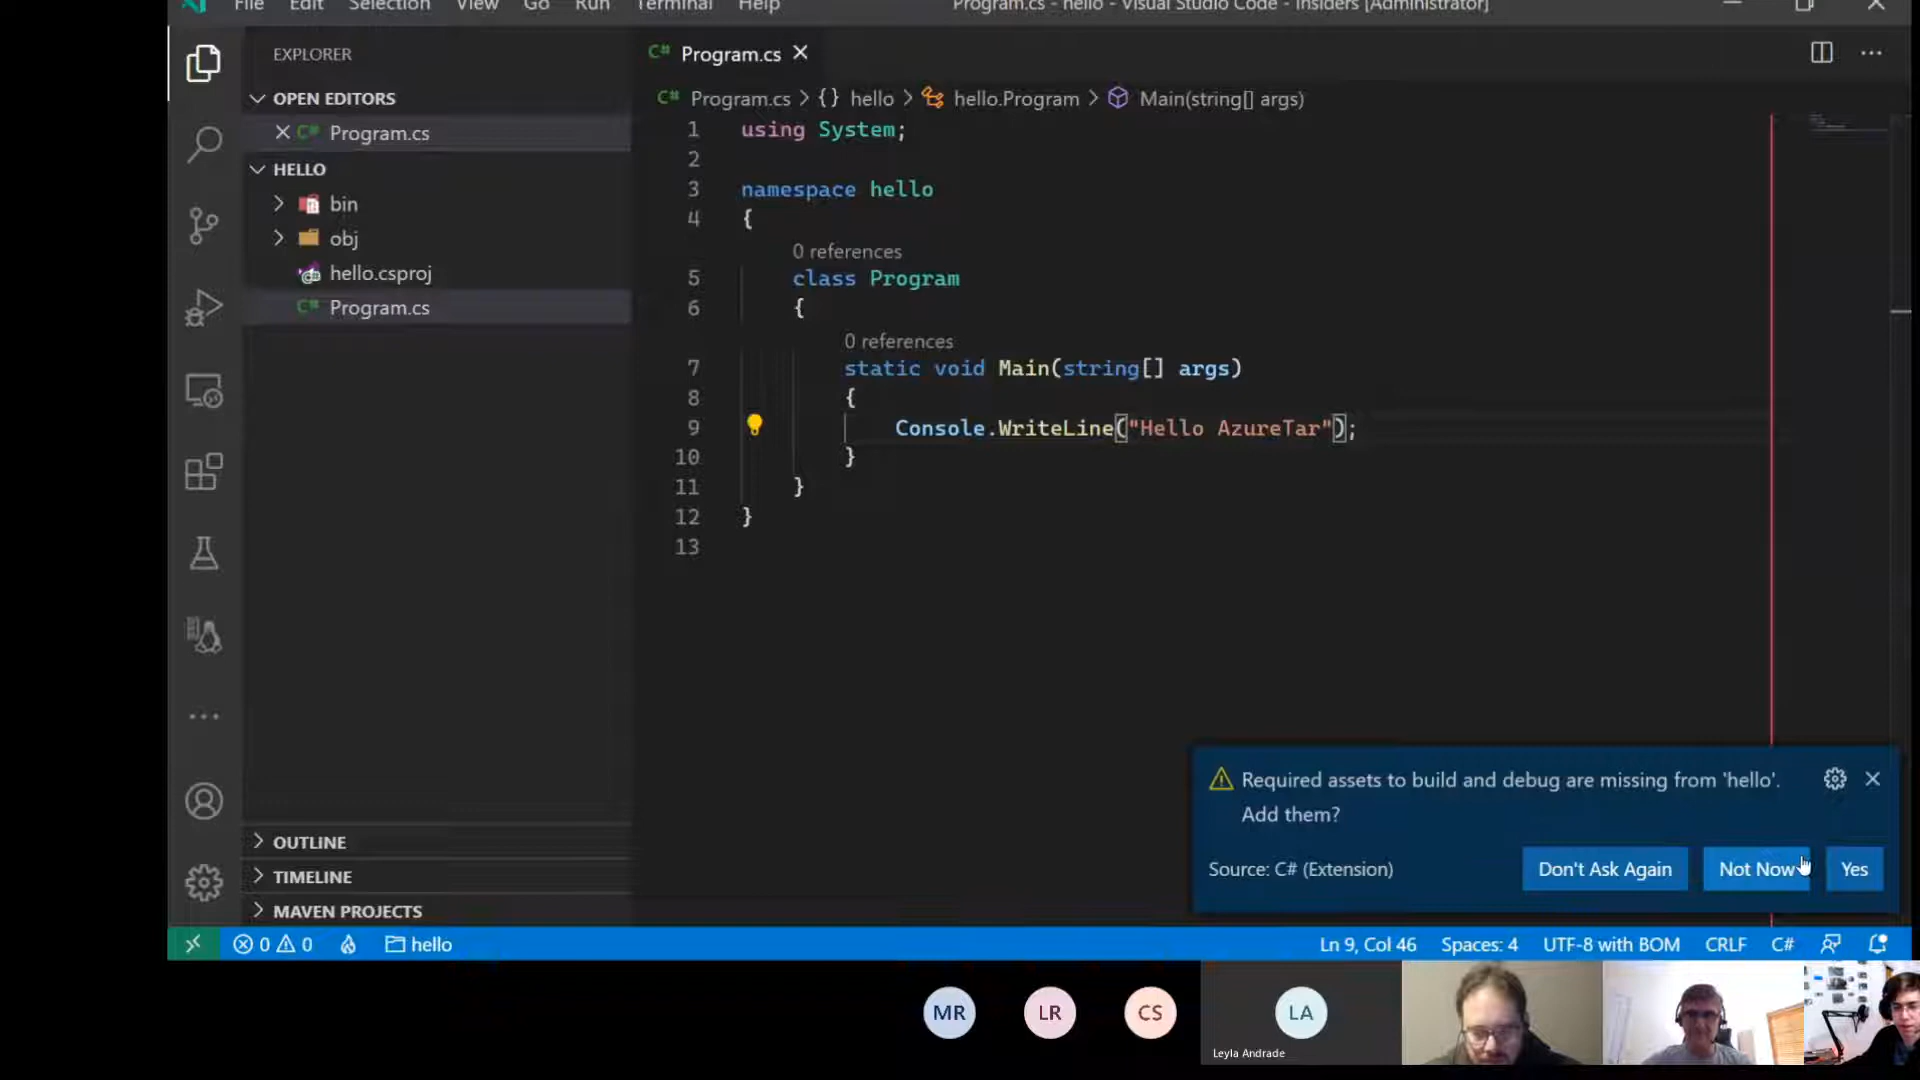 File Edit Selection View Go Run Terminal Help Program.cs - hello - Visual Studio Code - Insiders [Administrator]
EXPLORER
OPEN EDITORS
Program.cs
HELLO
bin
obj
hello.csproj
Program.cs
OUTLINE
TIMELINE
MAVEN PROJECTS
C# Program.cs
C# Program.cs > {} hello > hello.Program > Main(string[] args)
1 using System;
2
3 namespace hello
4 {
0 references
5 class Program
6 {
0 references
7 static void Main(string[] args)
8 {
9 Console.WriteLine("Hello AzureTar");
10 }
11 }
12 }
13
Required assets to build and debug are missing from 'hello'.
Add them?
Source: C# (Extension) Don't Ask Again Not Now Yes
0 0 hello Ln 9, Col 46 Spaces: 4 UTF-8 with BOM CRLF C#
MR LR CS LA
Leyla Andrade